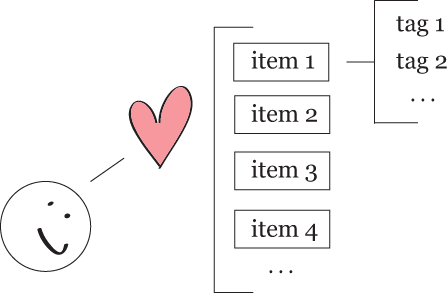 tag 1
item 1
tag 2
...
item 2
item 3
item 4
...